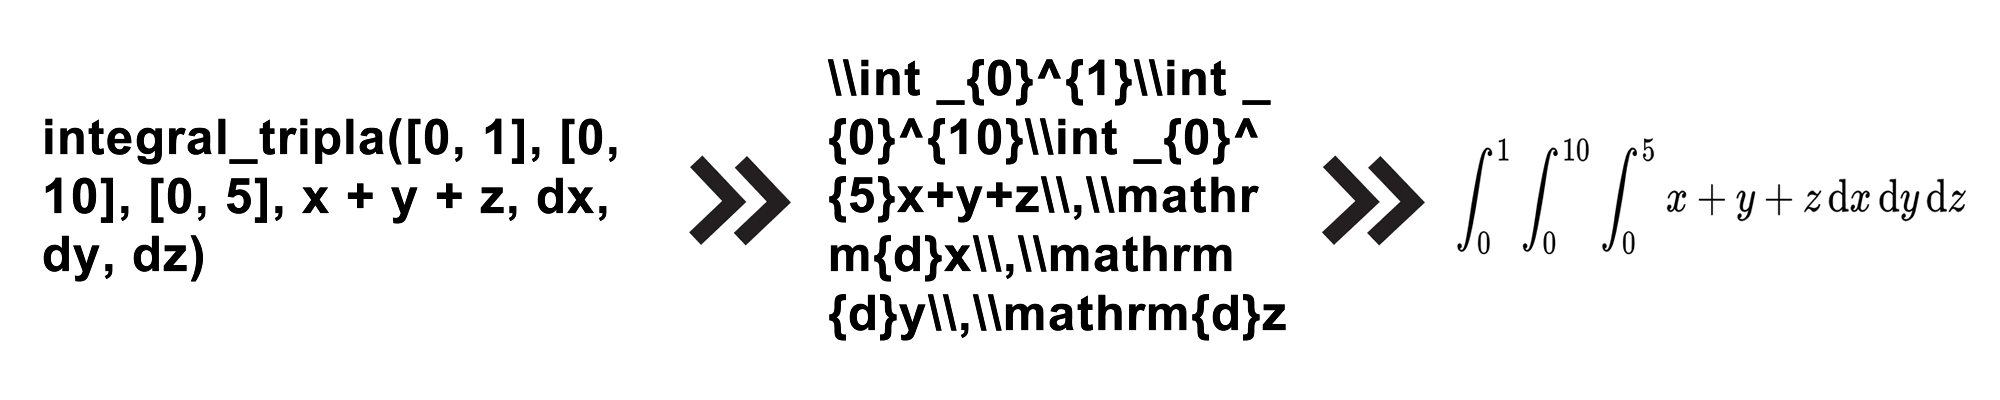 integral_tripla([0, 1], [0,
10], [0, 5], x + y + z, dx,
dy, dz)
\\int _{0}^{1}\\int _
{0}^{10}\\int _{0}^
{5}x+y+z\\,\\mathr
m{d}x\\,\\mathrm
{d}y\\,\\mathrm{d}z
∫₀¹ ∫₀¹⁰ ∫₀⁵ x + y + z dx dy dz